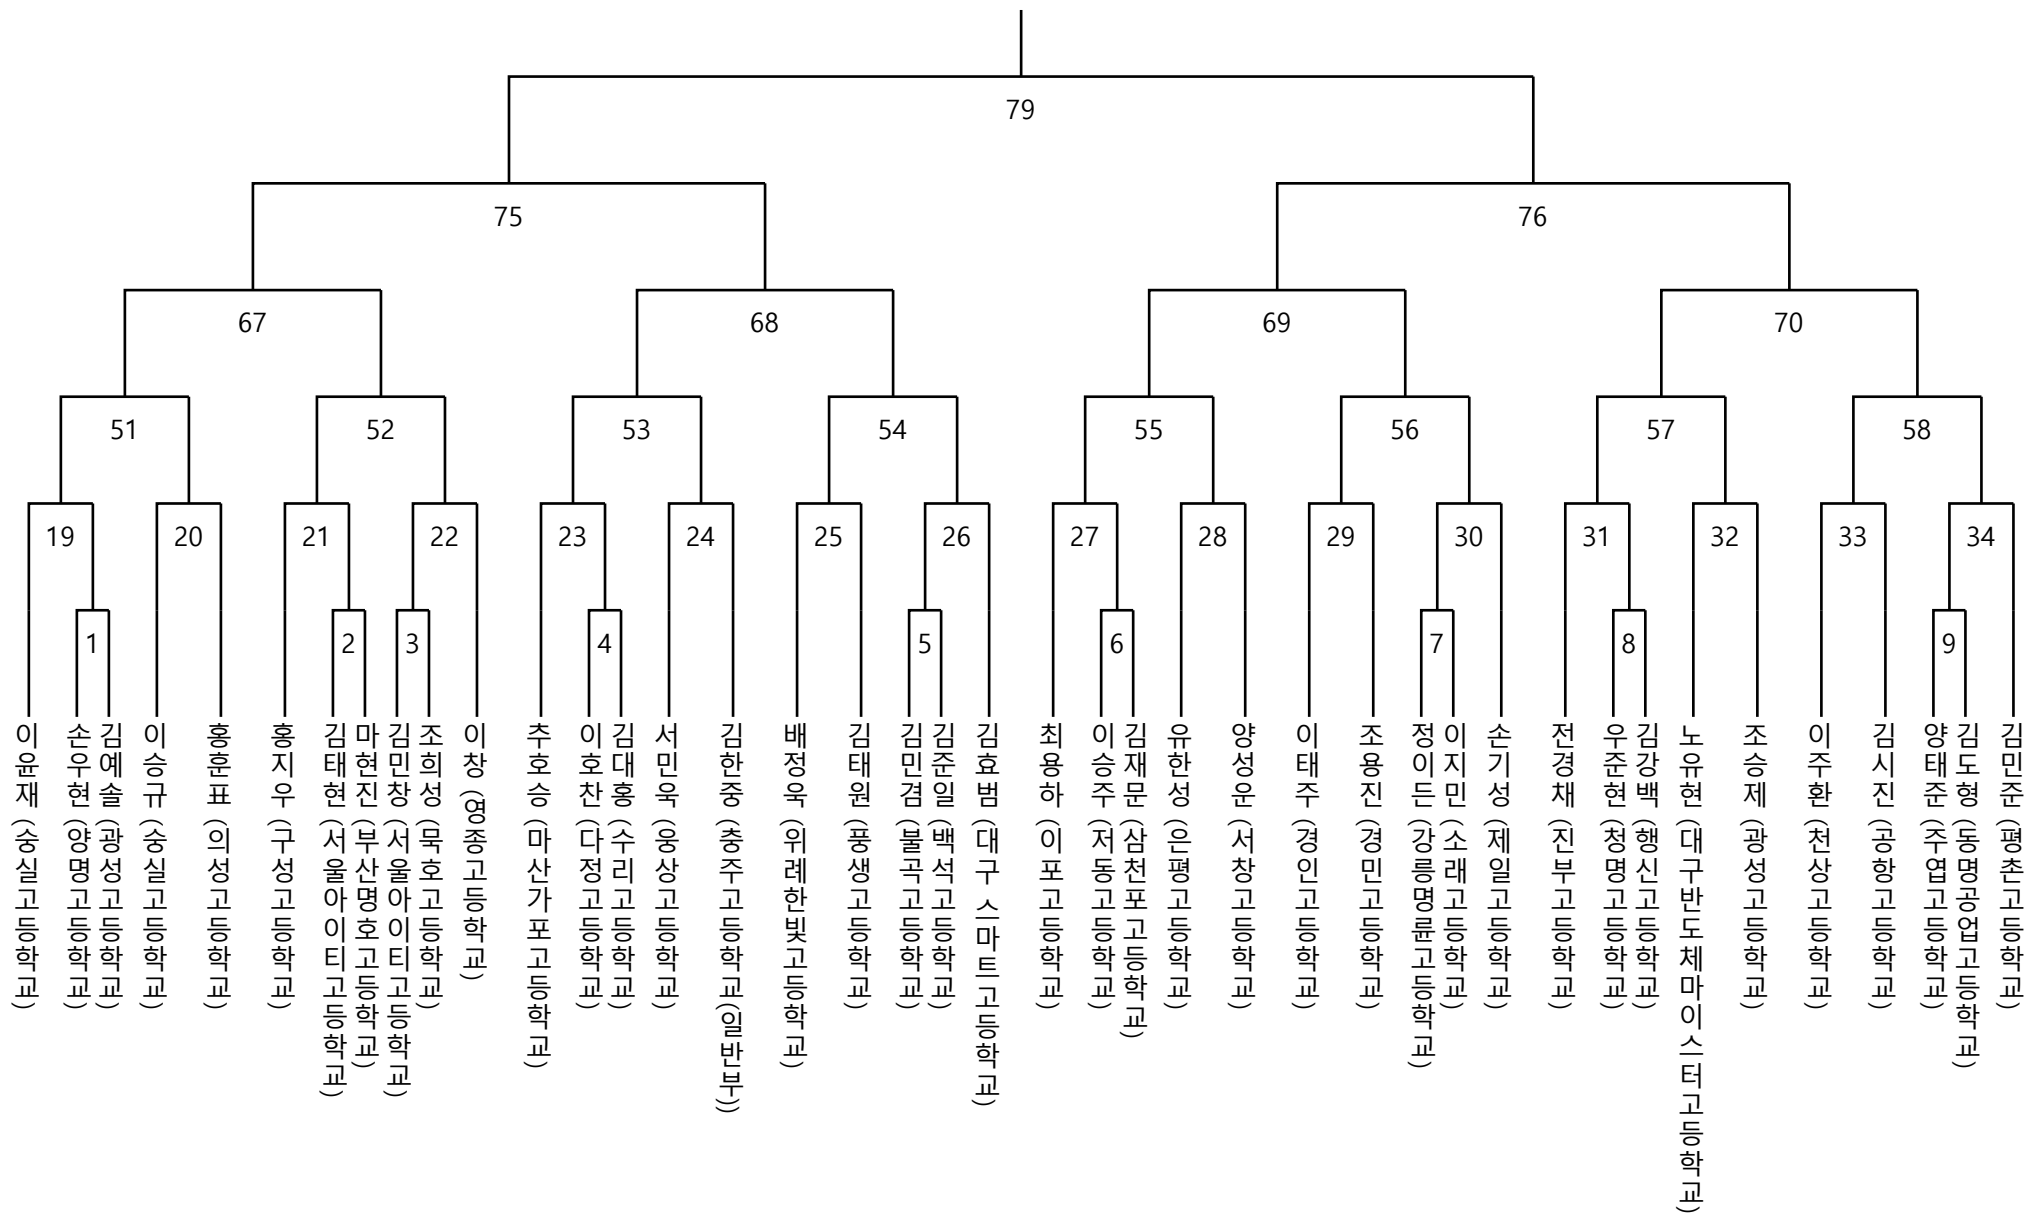 79
75
76
67
68
69
70
51
52
53
54
55
56
57
58
19
20
21
22
23
24
25
26
27
28
29
30
31
32
33
34
1
2
3
4
5
6
7
8
9
이윤재 (숭실고등학교)
손우현 (양명고등학교)
김예솔 (광성고등학교)
이승규 (숭실고등학교)
홍훈표 (의성고등학교)
홍지우 (구성고등학교)
김태현 (서울아이티고등학교)
마현진 (부산명호고등학교)
김민창 (서울아이티고등학교)
조희성 (묵호고등학교)
이창 (영종고등학교)
추호승 (마산가포고등학교)
이호찬 (다정고등학교)
김대홍 (수리고등학교)
서민욱 (웅상고등학교)
김한중 (충주고등학교(일반부))
배정욱 (위례한빛고등학교)
김태원 (풍생고등학교)
김민겸 (불곡고등학교)
김준일 (백석고등학교)
김효범 (대구 스마트고등학교)
최용하 (이포고등학교)
이승주 (저동고등학교)
김재문 (삼천포고등학교)
유한성 (은평고등학교)
양성운 (서창고등학교)
이태주 (경인고등학교)
조용진 (경민고등학교)
정이든 (강릉명륜고등학교)
이지민 (소래고등학교)
손기성 (제일고등학교)
전경채 (진부고등학교)
우준현 (청명고등학교)
김강백 (행신고등학교)
노유현 (대구반도체마이스터고등학교)
조승제 (광성고등학교)
이주환 (천상고등학교)
김시진 (공항고등학교)
양태준 (주엽고등학교)
김도형 (동명공업고등학교)
김민준 (평촌고등학교)